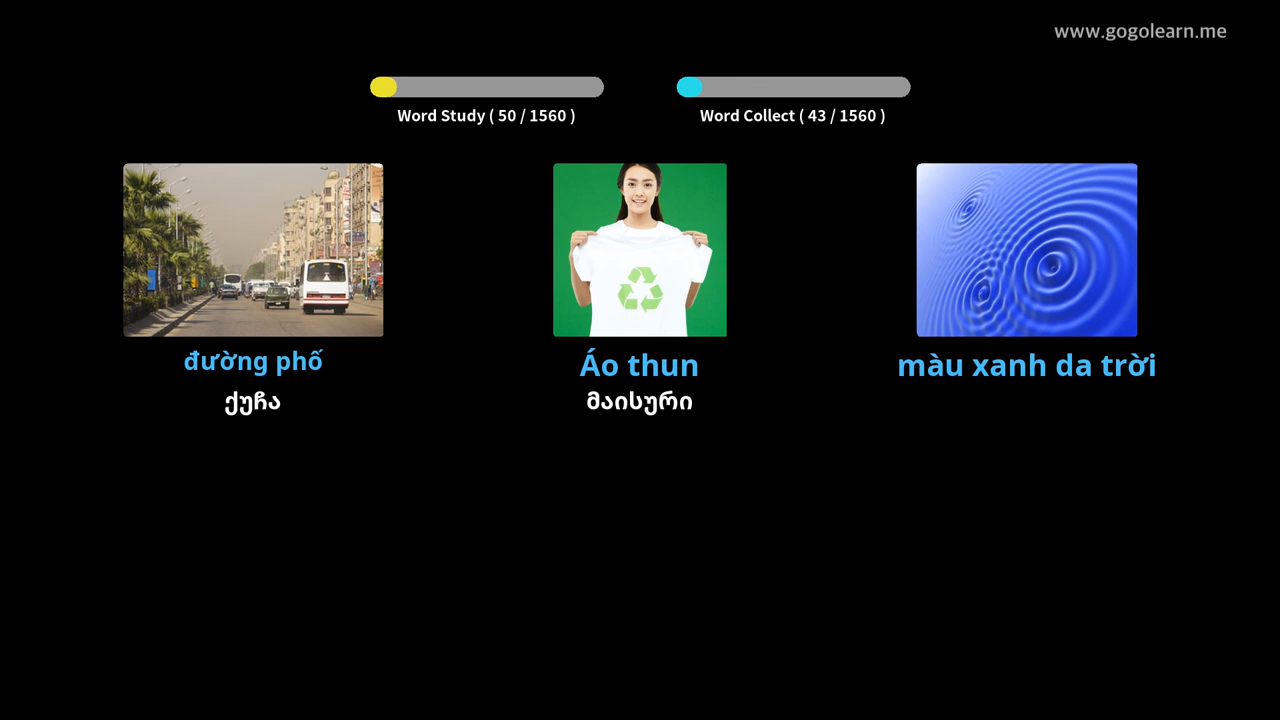 www.gogolearn.me
Word Study ( 50 / 1560 )
Word Collect ( 43 / 1560 )
đường phố
ქუჩა
Áo thun
მაისური
màu xanh da trời